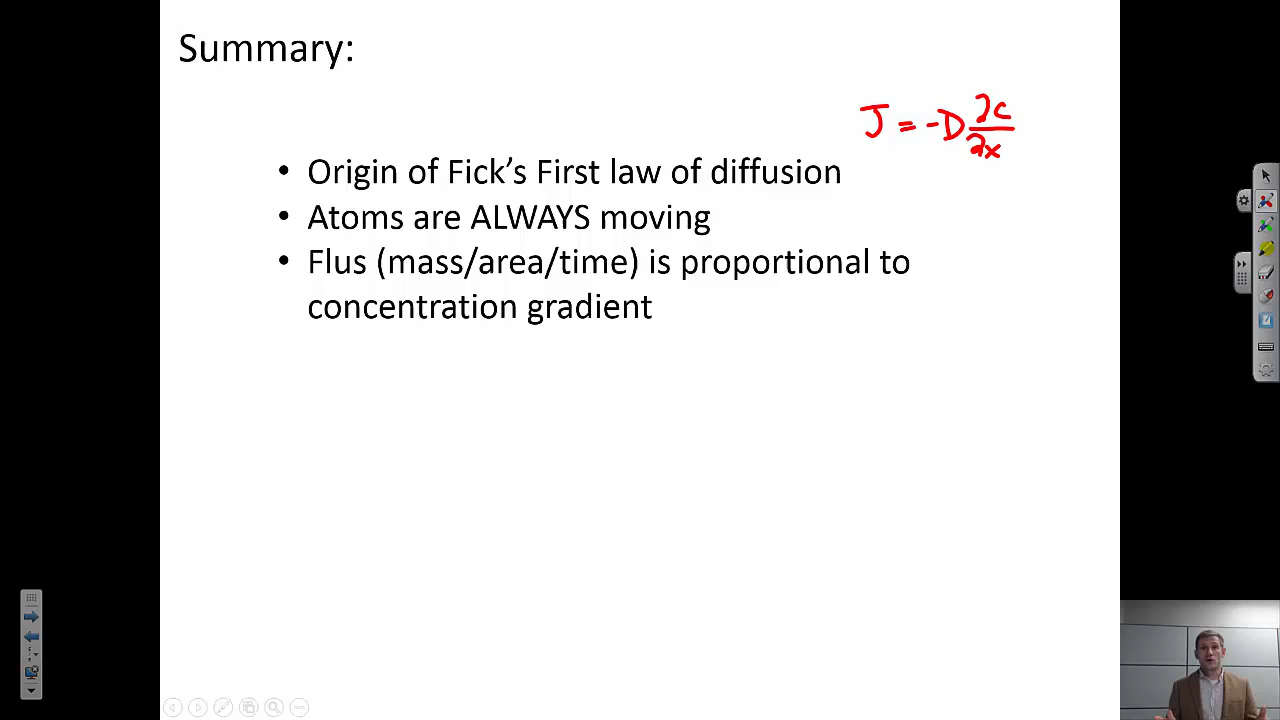 Summary:
J = -D ∂c/∂x
• Origin of Fick's First law of diffusion
• Atoms are ALWAYS moving
• Flus (mass/area/time) is proportional to
concentration gradient